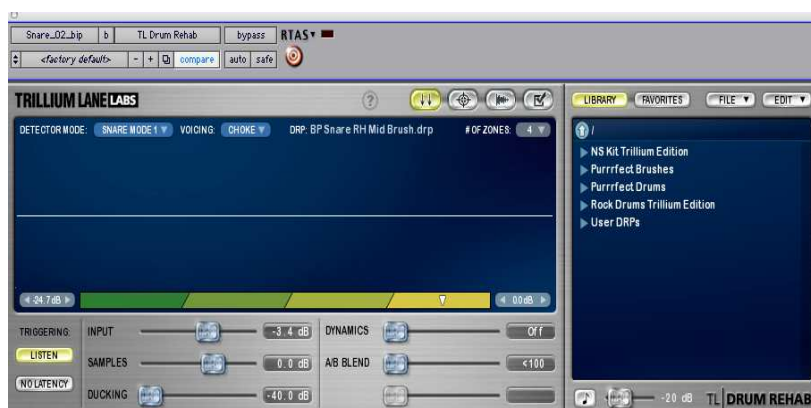 Snare_02_bip b TL Drum Rehab bypass RTAS
<factory default> - + compare auto safe
TRILLIUM LANE LABS ?
LIBRARY FAVORITES FILE EDIT
DETECTOR MODE: SNARE MODE 1 VOICING: CHOKE DRP: BP Snare RH Mid Brush.drp # OF ZONES: 4
/
NS Kit Trillium Edition
Purrrfect Brushes
Purrrfect Drums
Rock Drums Trillium Edition
User DRPs
-24.7 dB 0.0 dB
TRIGGERING: INPUT -3.4 dB DYNAMICS Off
LISTEN SAMPLES 0.0 dB A/B BLEND <100
NO LATENCY DUCKING -40.0 dB
-20 dB TL DRUM REHAB